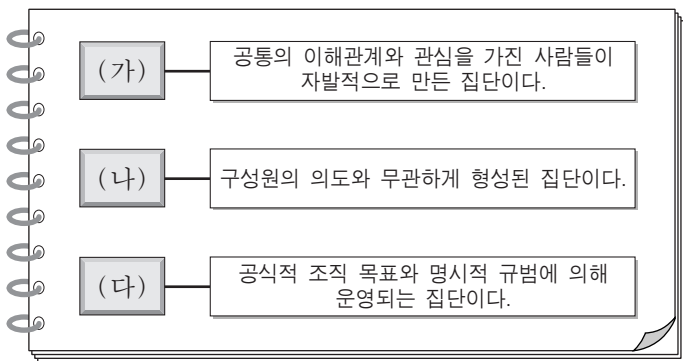 (가)
공통의 이해관계와 관심을 가진 사람들이
자발적으로 만든 집단이다.
(나)
구성원의 의도와 무관하게 형성된 집단이다.
(다)
공식적 조직 목표와 명시적 규범에 의해
운영되는 집단이다.